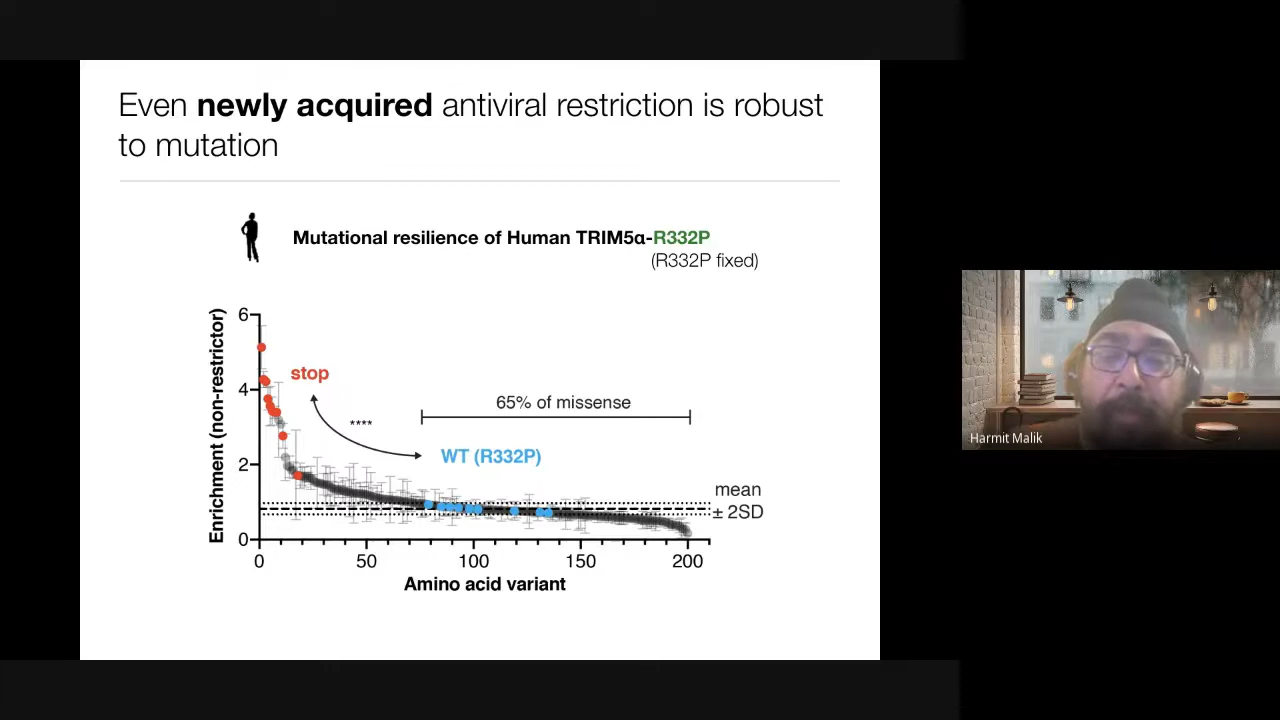 Even newly acquired antiviral restriction is robust
to mutation
Mutational resilience of Human TRIM5α-R332P
(R332P fixed)
Enrichment (non-restrictor)
6
4
2
0
stop
****
65% of missense
WT (R332P)
mean
± 2SD
0
50
100
150
200
Amino acid variant
Harmit Malik